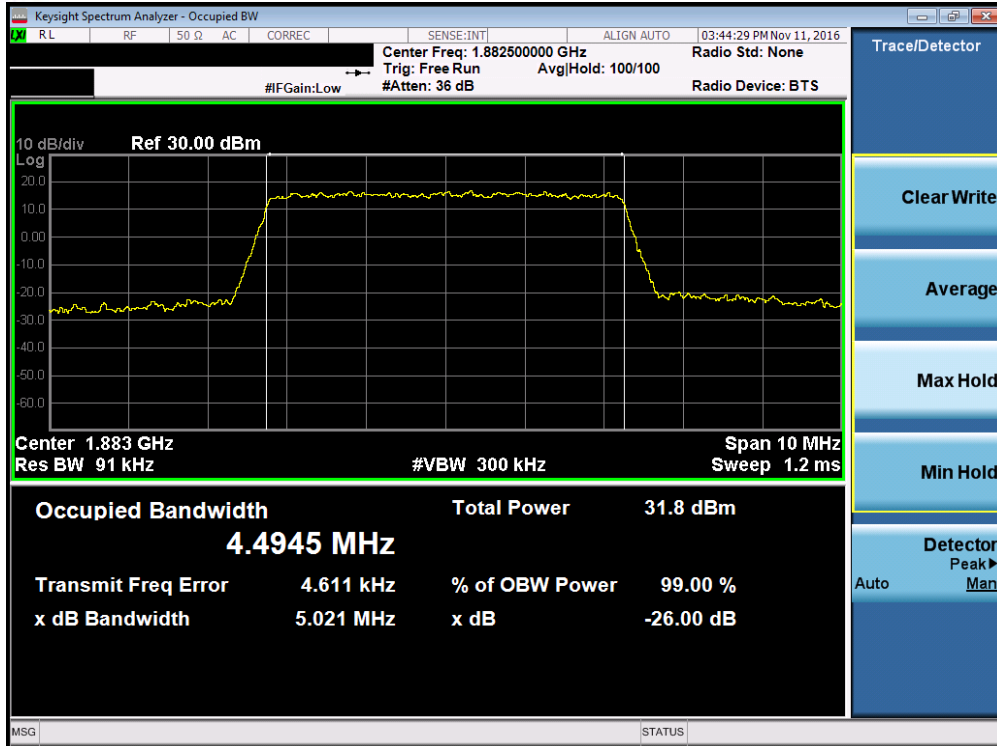 Keysight Spectrum Analyzer - Occupied BW
LXI RL RF 50 Ω AC CORREC SENSE:INT ALIGN AUTO 03:44:29 PM Nov 11, 2016
Center Freq: 1.882500000 GHz Radio Std: None
Trig: Free Run Avg|Hold: 100/100
#IFGain:Low #Atten: 36 dB Radio Device: BTS
10 dB/div Ref 30.00 dBm
Log
20.0
10.0
0.00
-10.0
-20.0
-30.0
-40.0
-50.0
-60.0
Center 1.883 GHz Span 10 MHz
Res BW 91 kHz #VBW 300 kHz Sweep 1.2 ms
Occupied Bandwidth Total Power 31.8 dBm
4.4945 MHz
Transmit Freq Error 4.611 kHz % of OBW Power 99.00 %
x dB Bandwidth 5.021 MHz x dB -26.00 dB
MSG STATUS
Trace/Detector
Clear Write
Average
Max Hold
Min Hold
Detector
Peak▶
Auto Man